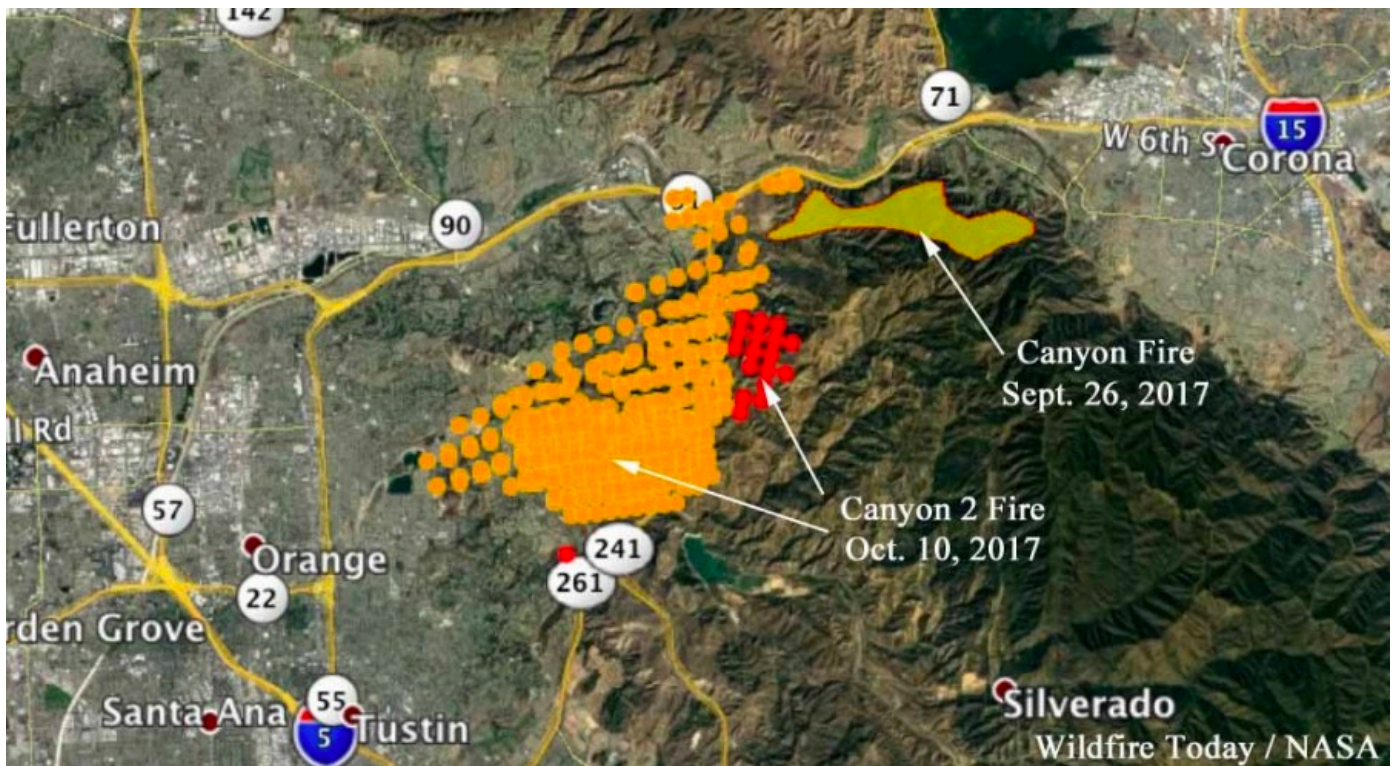 142
71
W 6th S
15
Corona
90
Fullerton
Anaheim
ll Rd
Canyon Fire
Sept. 26, 2017
57
Orange
22
241
261
Canyon 2 Fire
Oct. 10, 2017
rden Grove
Santa Ana
55
5
Tustin
Silverado
Wildfire Today / NASA